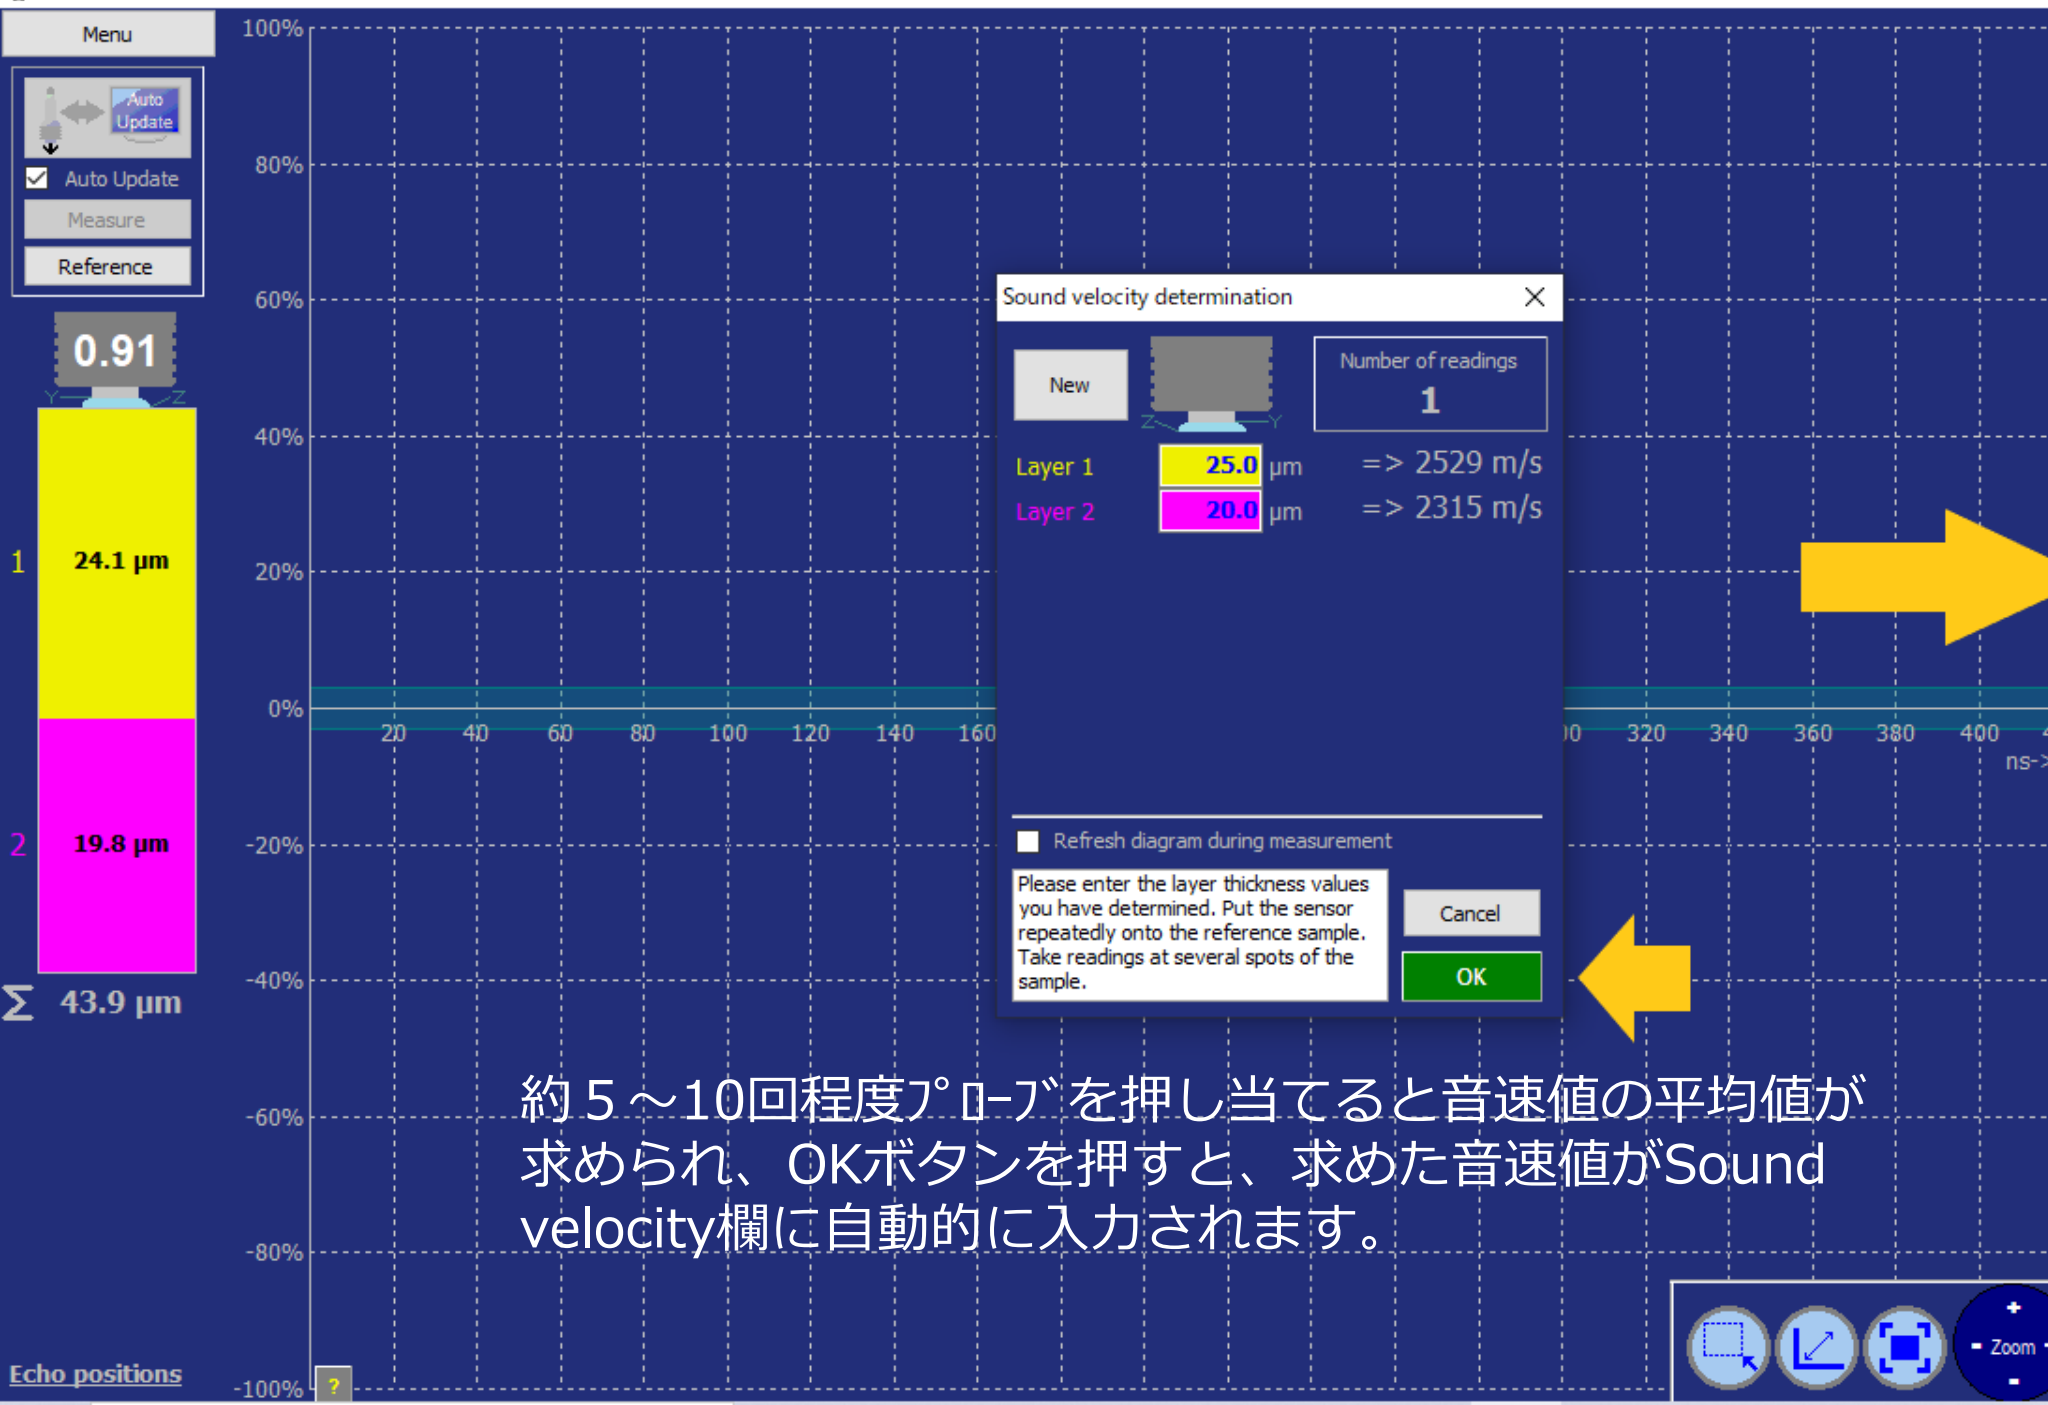 Menu
Auto
Update
Auto Update
Measure
Reference
0.91
Y Z
1 24.1 µm
2 19.8 µm
Σ 43.9 µm
Echo positions
100%
80%
60%
40%
20%
0%
-20%
-40%
-60%
-80%
-100%
20 40 60 80 100 120 140 160 320 340 360 380 400
ns->
?
Sound velocity determination
New
Number of readings
1
Z Y
Layer 1 25.0 µm => 2529 m/s
Layer 2 20.0 µm => 2315 m/s
Refresh diagram during measurement
Please enter the layer thickness values
you have determined. Put the sensor
repeatedly onto the reference sample.
Take readings at several spots of the
sample.
Cancel
OK
約５～10回程度ﾌﾟﾛｰﾌﾞを押し当てると音速値の平均値が
求められ、OKボタンを押すと、求めた音速値がSound
velocity欄に自動的に入力されます。
+
- Zoom -
-